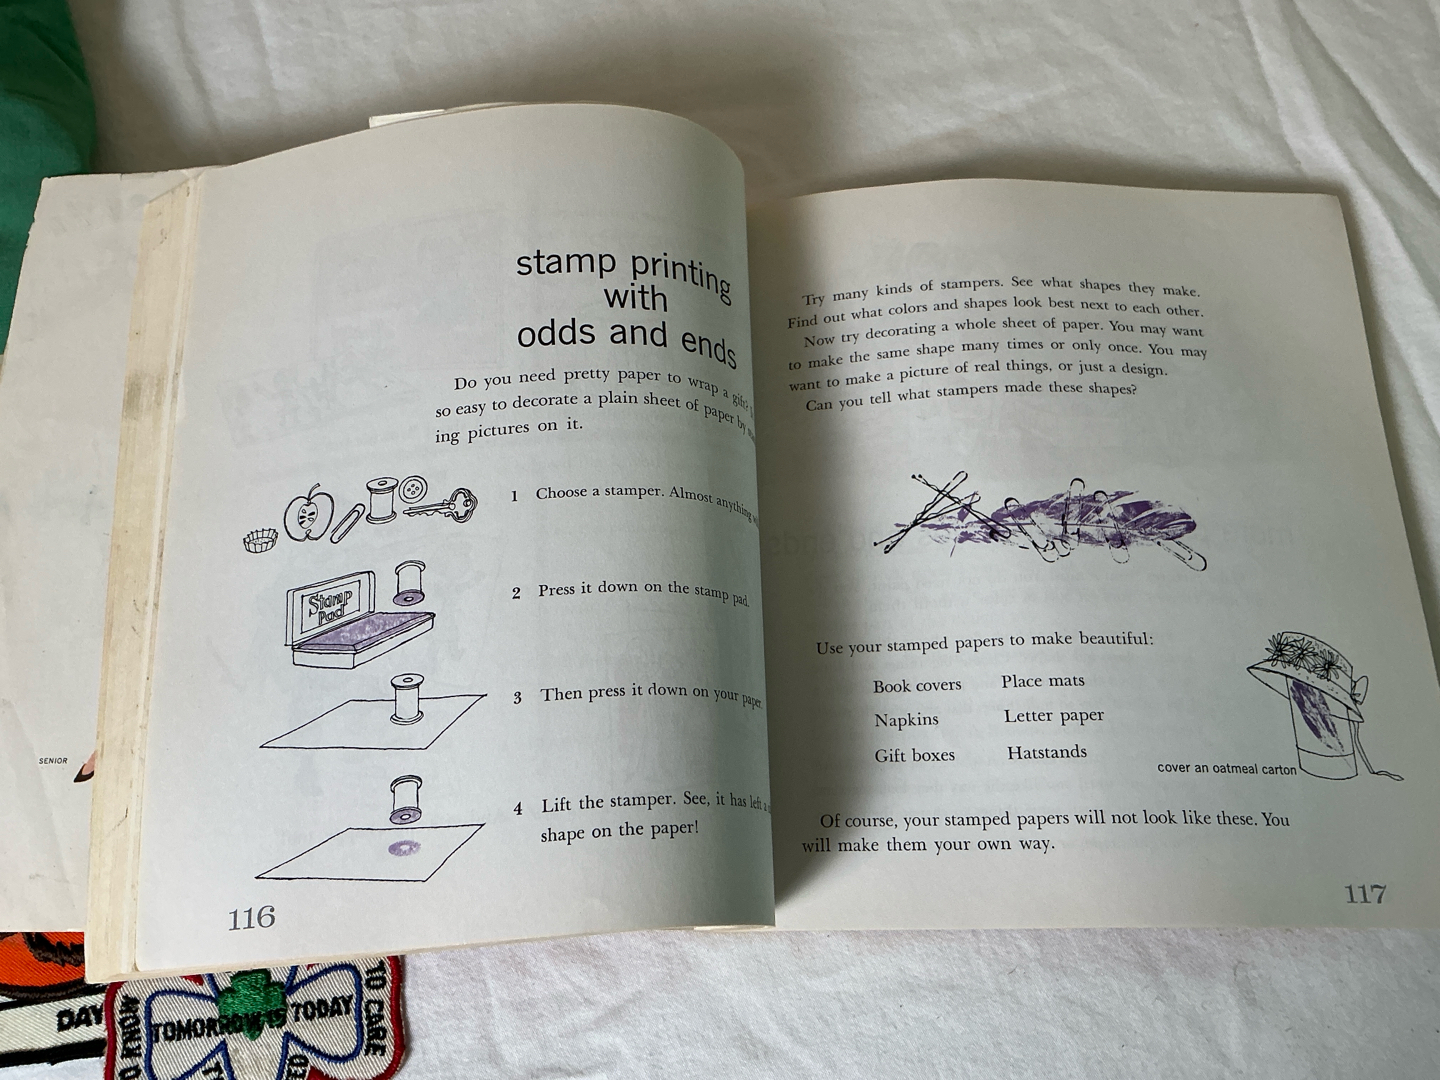 stamp printing
with
odds and ends
Do you need pretty paper to wrap a gift?
so easy to decorate a plain sheet of paper by
ing pictures on it.
1 Choose a stamper. Almost anything
Stamp
Pad
2 Press it down on the stamp pad.
3 Then press it down on your paper.
4 Lift the stamper. See, it has left a
shape on the paper!
116
Try many kinds of stampers. See what shapes they make.
Find out what colors and shapes look best next to each other.
Now try decorating a whole sheet of paper. You may want
to make the same shape many times or only once. You may
want to make a picture of real things, or just a design.
Can you tell what stampers made these shapes?
Use your stamped papers to make beautiful:
Book covers Place mats
Napkins Letter paper
Gift boxes Hatstands
cover an oatmeal carton
Of course, your stamped papers will not look like these. You
will make them your own way.
117
SENIOR
DAY
TOMORROW IS TODAY
TO CARE